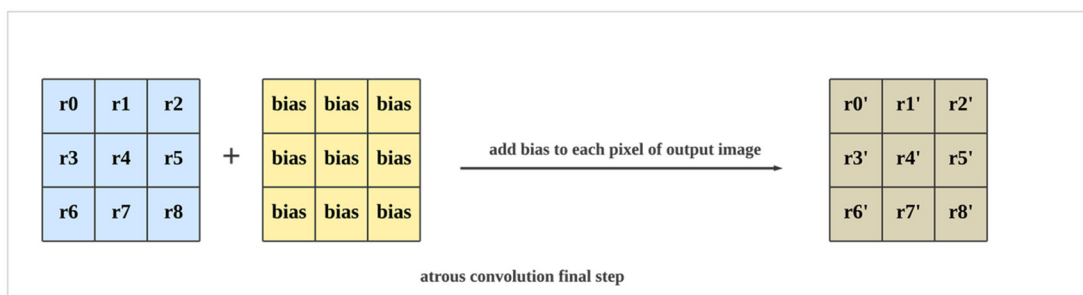 r0 r1 r2 bias bias bias r0' r1' r2'
add bias to each pixel of output image
r3 r4 r5 + bias bias bias r3' r4' r5'
r6 r7 r8 bias bias bias r6' r7' r8'
atrous convolution final step